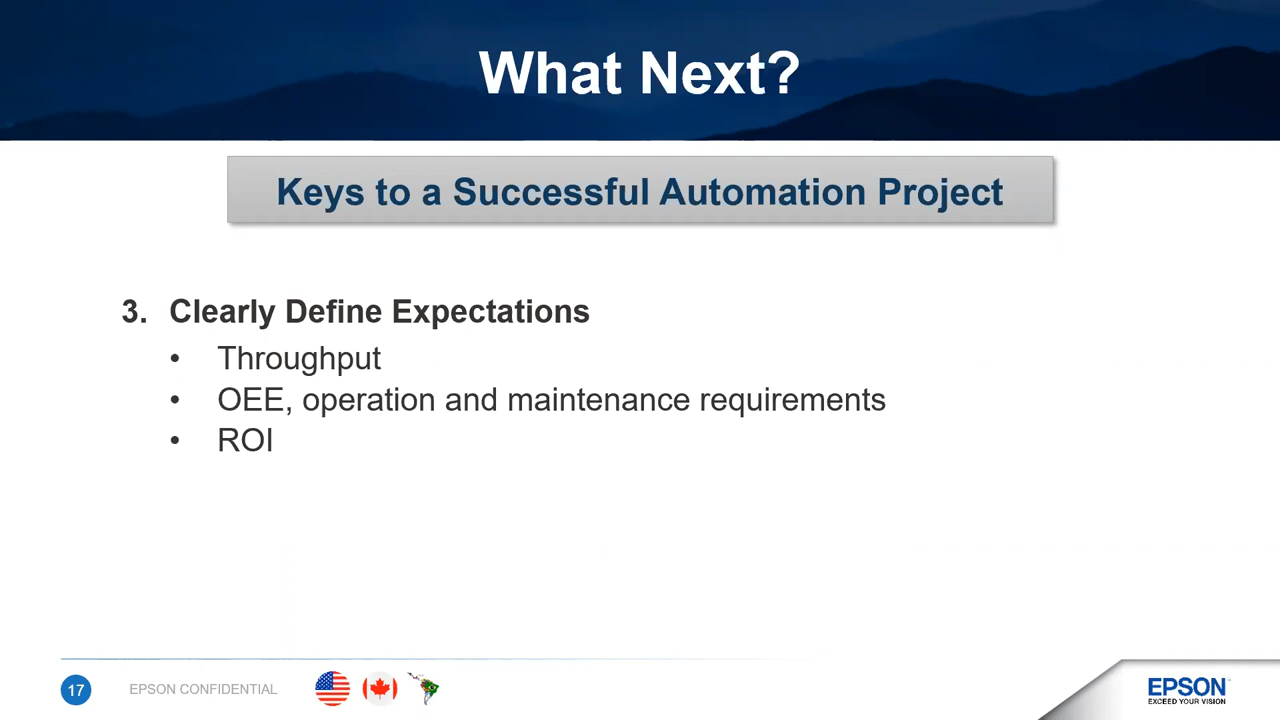 What Next?
Keys to a Successful Automation Project
3. Clearly Define Expectations
• Throughput
• OEE, operation and maintenance requirements
• ROI
17
EPSON CONFIDENTIAL
EPSON
EXCEED YOUR VISION